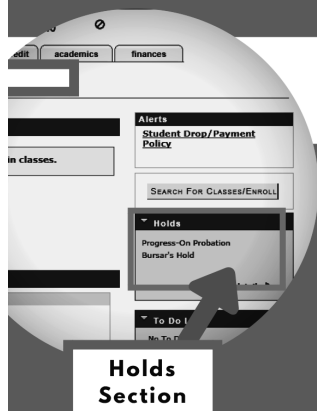 academics
finances
Alerts
Student Drop/Payment
Policy
in classes.
SEARCH FOR CLASSES/ENROLL
Holds
Progress-On Probation
Bursar's Hold
To Do
No To
Holds
Section